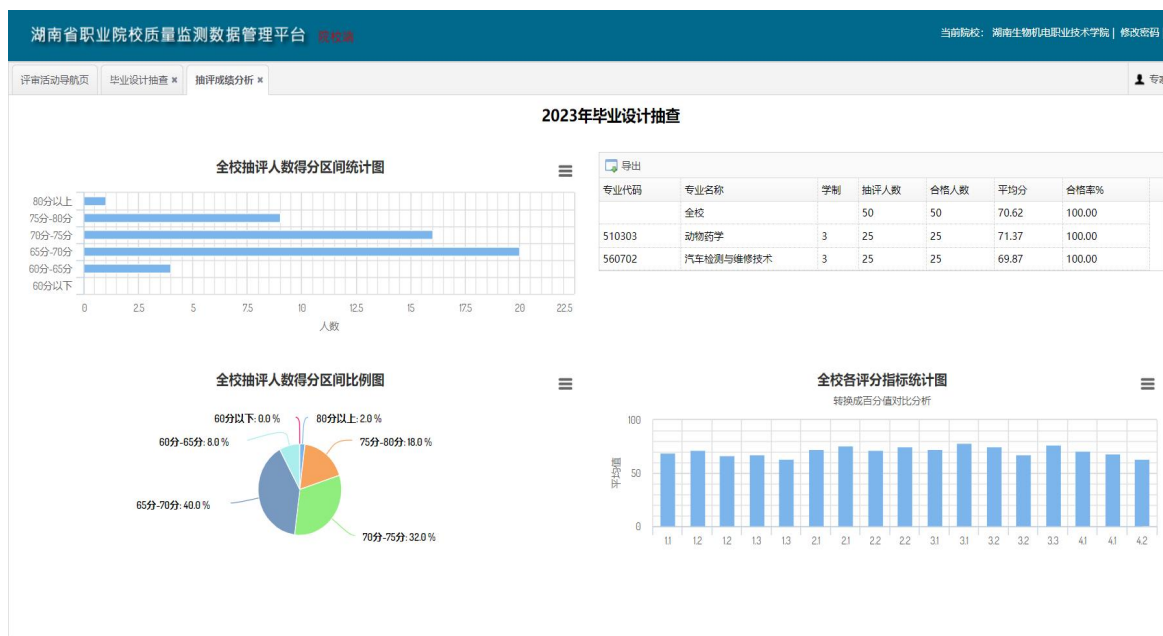 湖南省职业院校质量监测数据管理平台 院校端
当前院校: 湖南生物机电职业技术学院 | 修改密码
评审活动导航页 毕业设计抽查 × 抽评成绩分析 ×
2023年毕业设计抽查
全校抽评人数得分区间统计图
80分以上
75分-80分
70分-75分
65分-70分
60分-65分
60分以下
0 2.5 5 7.5 10 12.5 15 17.5 20 22.5
人数
导出
专业代码 专业名称 学制 抽评人数 合格人数 平均分 合格率%
全校 50 50 70.62 100.00
510303 动物药学 3 25 25 71.37 100.00
560702 汽车检测与维修技术 3 25 25 69.87 100.00
全校抽评人数得分区间比例图
60分以下: 0.0 % 80分以上: 2.0 %
60分-65分: 8.0 % 75分-80分: 18.0 %
65分-70分: 40.0 %
70分-75分: 32.0 %
全校各评分指标统计图
转换成百分值对比分析
100
50
0
平均值
1.1 1.2 1.2 1.3 1.3 2.1 2.1 2.2 2.2 3.1 3.1 3.2 3.2 3.3 4.1 4.1 4.2